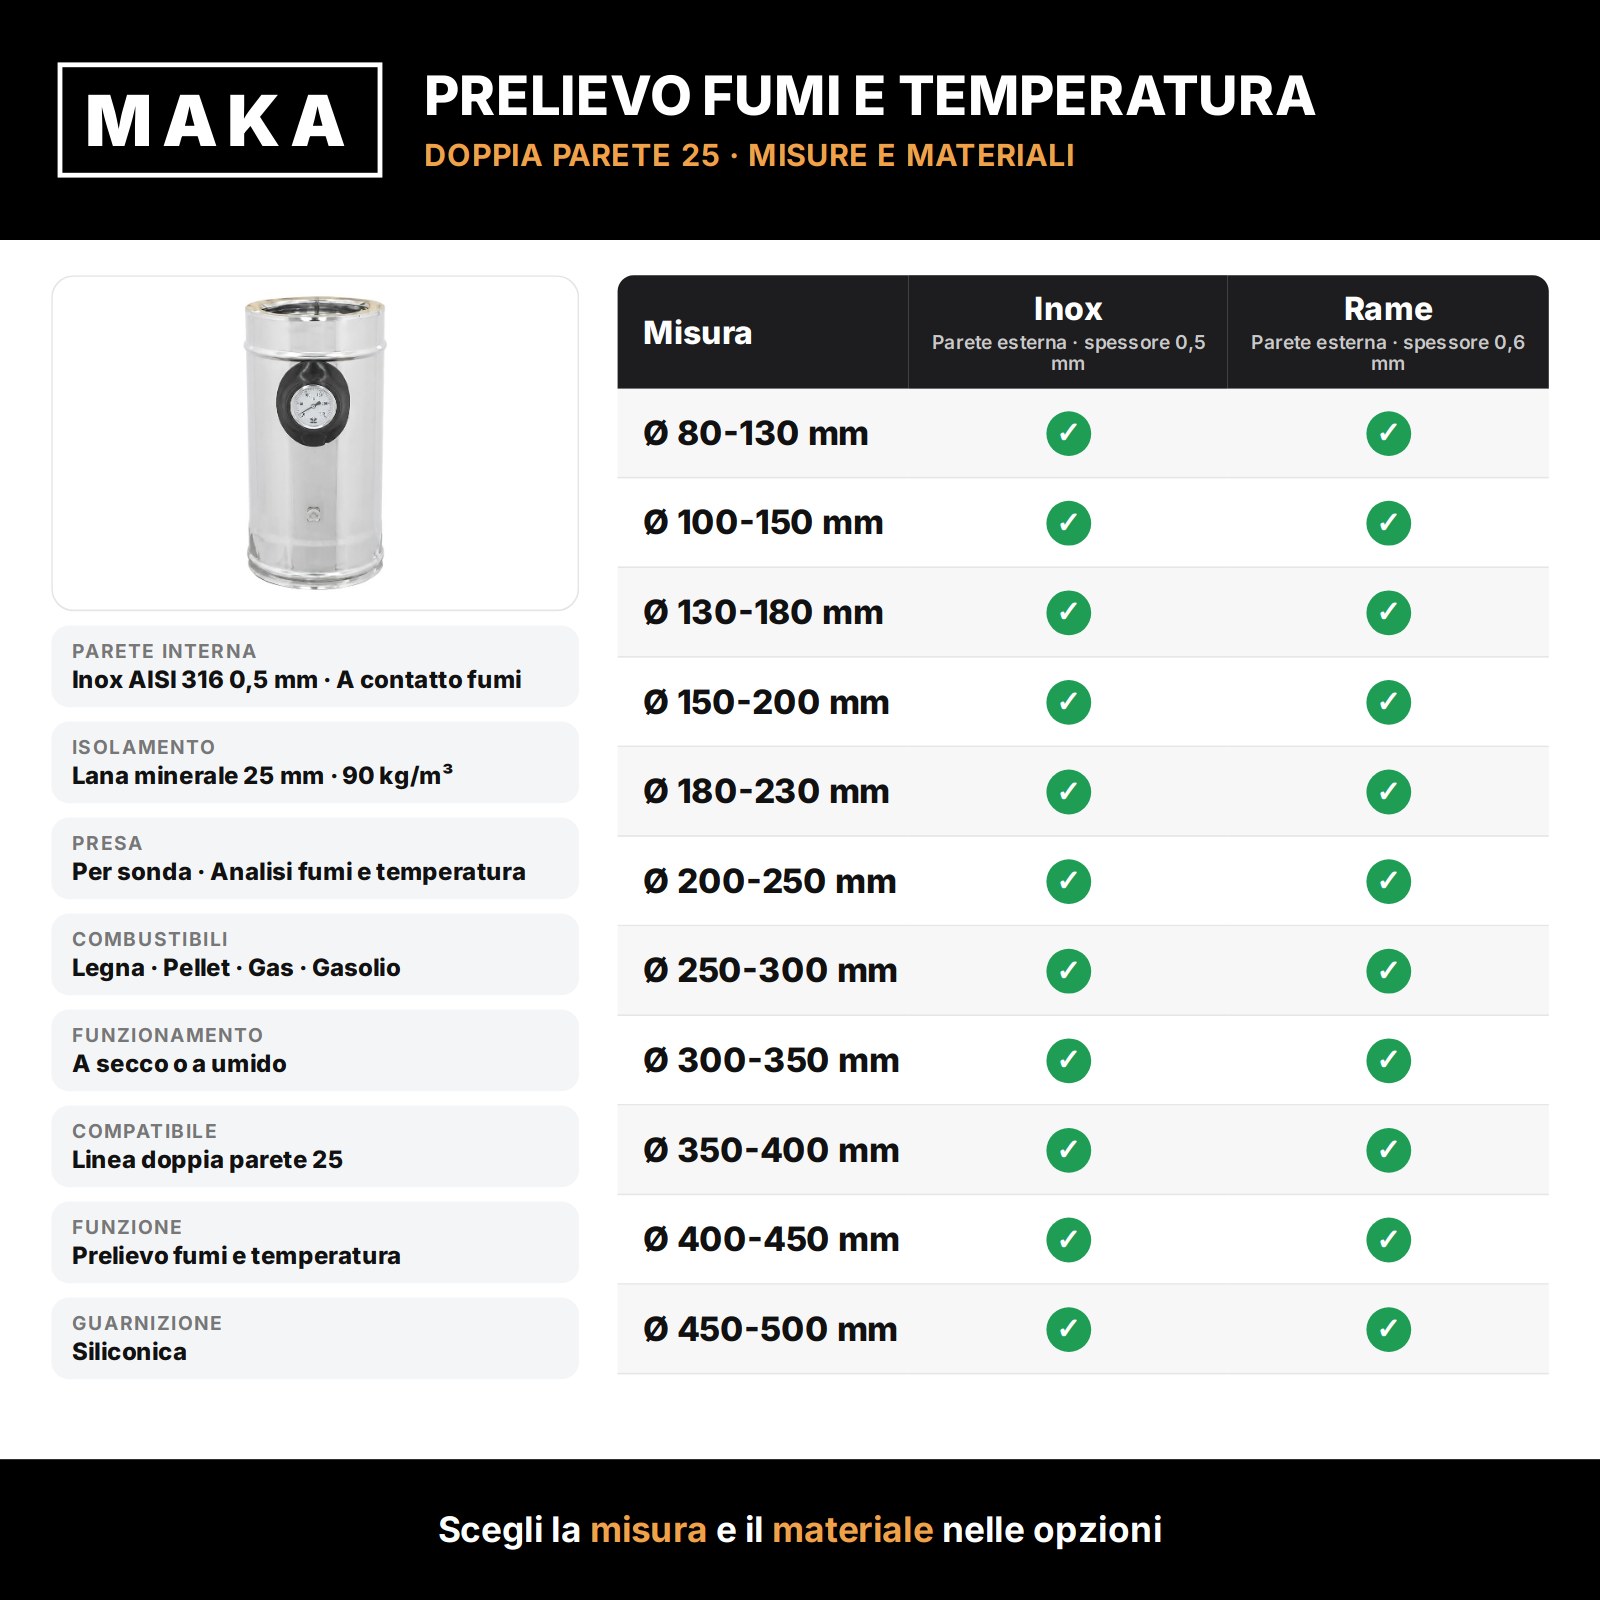 MAKA
PRELIEVO FUMI E TEMPERATURA
DOPPIA PARETE 25 · MISURE E MATERIALI
PARETE INTERNA
Inox AISI 316 0,5 mm · A contatto fumi
ISOLAMENTO
Lana minerale 25 mm · 90 kg/m³
PRESA
Per sonda · Analisi fumi e temperatura
COMBUSTIBILI
Legna · Pellet · Gas · Gasolio
FUNZIONAMENTO
A secco o a umido
COMPATIBILE
Linea doppia parete 25
FUNZIONE
Prelievo fumi e temperatura
GUARNIZIONE
Siliconica
Misura
Inox
Parete esterna · spessore 0,5
mm
Rame
Parete esterna · spessore 0,6
mm
Ø 80-130 mm ✓ ✓
Ø 100-150 mm ✓ ✓
Ø 130-180 mm ✓ ✓
Ø 150-200 mm ✓ ✓
Ø 180-230 mm ✓ ✓
Ø 200-250 mm ✓ ✓
Ø 250-300 mm ✓ ✓
Ø 300-350 mm ✓ ✓
Ø 350-400 mm ✓ ✓
Ø 400-450 mm ✓ ✓
Ø 450-500 mm ✓ ✓
Scegli la misura e il materiale nelle opzioni